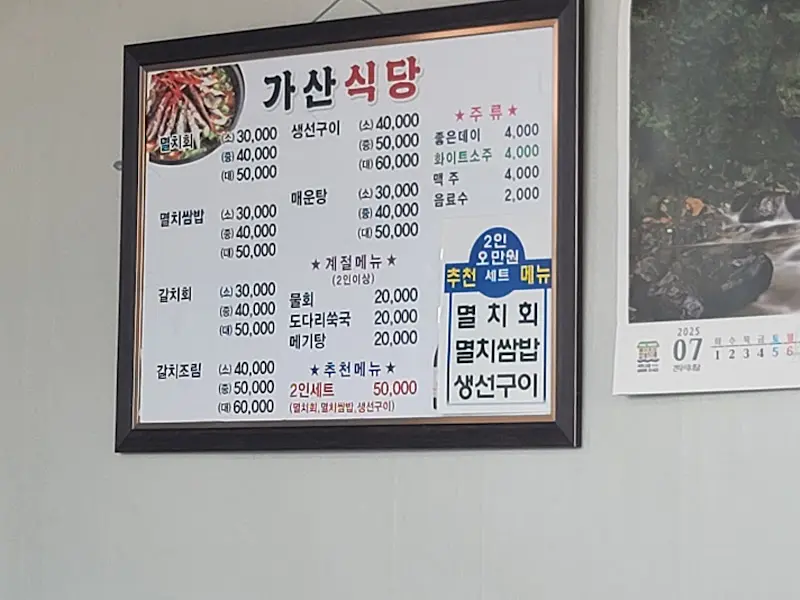 가산식당
멸치회 (소) 30,000
(중) 40,000
(대) 50,000
멸치쌈밥 (소) 30,000
(중) 40,000
(대) 50,000
갈치회 (소) 30,000
(중) 40,000
(대) 50,000
갈치조림 (소) 40,000
(중) 50,000
(대) 60,000
생선구이 (소) 40,000
(중) 50,000
(대) 60,000
매운탕 (소) 30,000
(중) 40,000
(대) 50,000
★계절메뉴★
(2인이상)
물회 20,000
도다리쑥국 20,000
메기탕 20,000
★추천메뉴★
2인세트 50,000
(멸치회,멸치쌈밥,생선구이)
★주류★
좋은데이 4,000
화이트소주 4,000
맥주 4,000
음료수 2,000
2인
오만원
추천 세트 메뉴
멸치회
멸치쌈밥
생선구이
2025
07
화 수 목 금 토 일
1 2 3 4 5 6